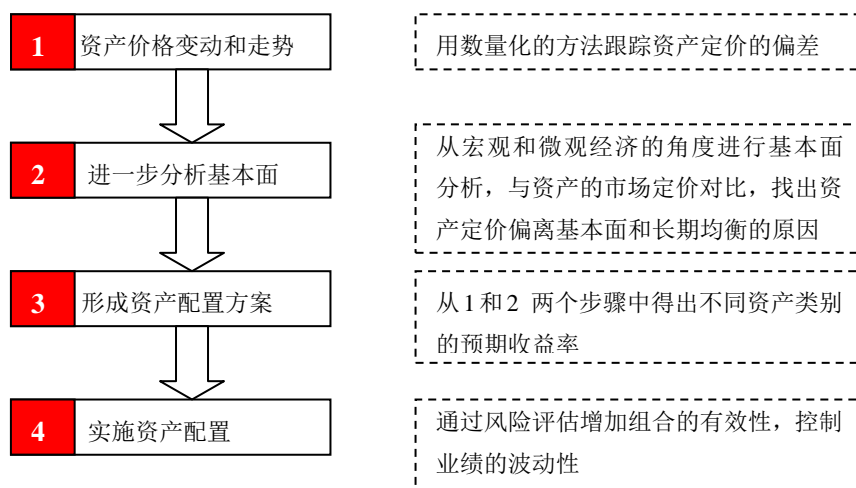 1 资产价格变动和走势
用数量化的方法跟踪资产定价的偏差
2 进一步分析基本面
从宏观和微观经济的角度进行基本面
分析，与资产的市场定价对比，找出资
产定价偏离基本面和长期均衡的原因
3 形成资产配置方案
从1和2 两个步骤中得出不同资产类别
的预期收益率
4 实施资产配置
通过风险评估增加组合的有效性，控制
业绩的波动性